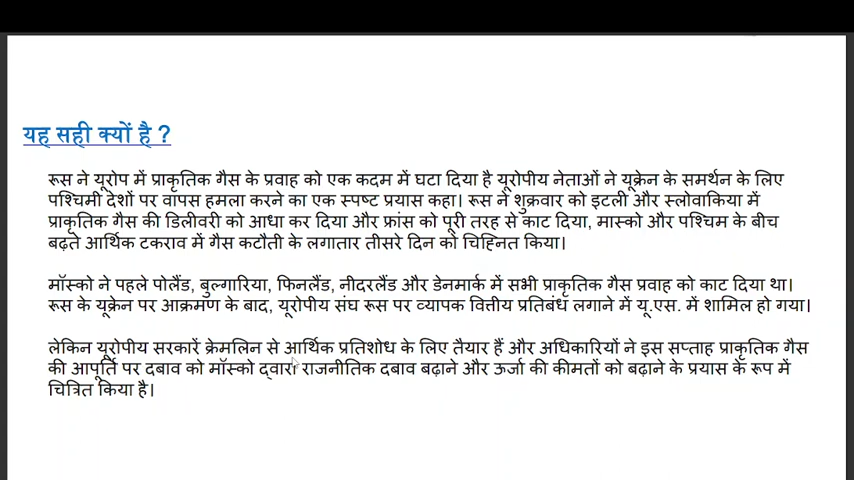 यह सही क्यों है ?
रूस ने यूरोप में प्राकृतिक गैस के प्रवाह को एक कदम में घटा दिया है यूरोपीय नेताओं ने यूक्रेन के समर्थन के लिए
पश्चिमी देशों पर वापस हमला करने का एक स्पष्ट प्रयास कहा। रूस ने शुक्रवार को इटली और स्लोवाकिया में
प्राकृतिक गैस की डिलीवरी को आधा कर दिया और फ्रांस को पूरी तरह से काट दिया, मास्को और पश्चिम के बीच
बढ़ते आर्थिक टकराव में गैस कटौती के लगातार तीसरे दिन को चिह्नित किया।
मॉस्को ने पहले पोलैंड, बुल्गारिया, फिनलैंड, नीदरलैंड और डेनमार्क में सभी प्राकृतिक गैस प्रवाह को काट दिया था।
रूस के यूक्रेन पर आक्रमण के बाद, यूरोपीय संघ रूस पर व्यापक वित्तीय प्रतिबंध लगाने में यू.एस. में शामिल हो गया।
लेकिन यूरोपीय सरकारें क्रेमलिन से आर्थिक प्रतिशोध के लिए तैयार हैं और अधिकारियों ने इस सप्ताह प्राकृतिक गैस
की आपूर्ति पर दबाव को मॉस्को द्वारा राजनीतिक दबाव बढ़ाने और ऊर्जा की कीमतों को बढ़ाने के प्रयास के रूप में
चित्रित किया है।